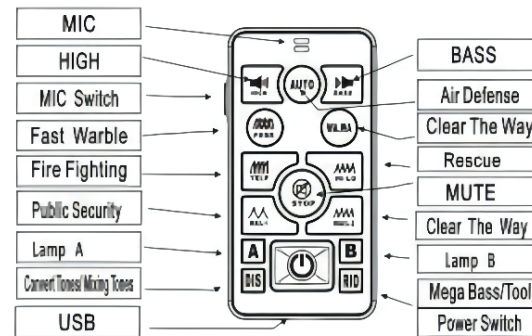 MIC
HIGH
MIC Switch
Fast Warble
Fire Fighting
Public Security
Lamp A
Convert Tones/ Mixing Tones
USB
AUTO
STOP
A
B
DIS
RID
BASS
Air Defense
Clear The Way
Rescue
MUTE
Clear The Way
Lamp B
Mega Bass/Tool
Power Switch